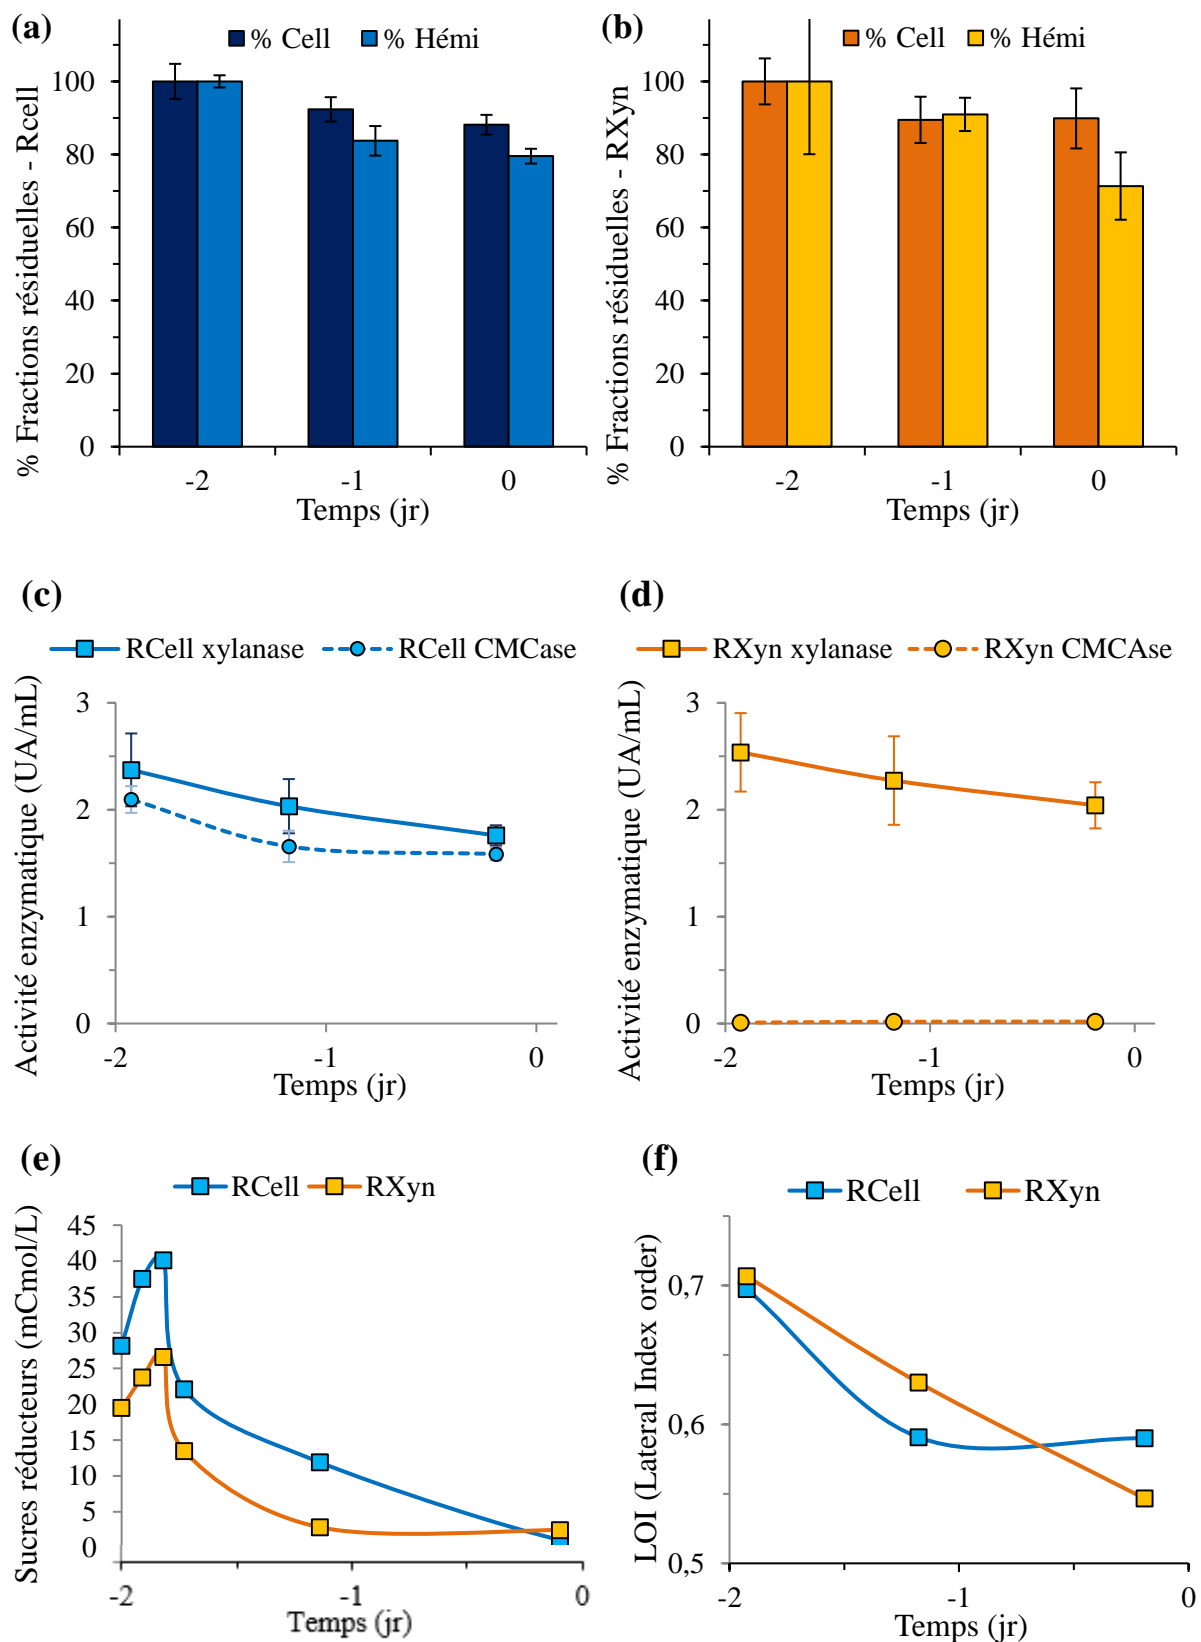 (a)
% Cell % Hémi
% Fractions résiduelles - Rcell
100
80
60
40
20
0
-2 -1 0
Temps (jr)
(b)
% Cell % Hémi
% Fractions résiduelles - RXyn
100
80
60
40
20
0
-2 -1 0
Temps (jr)
(c)
RCell xylanase RCell CMCase
Activité enzymatique (UA/mL)
3
2
1
0
-2 -1 0
Temps (jr)
(d)
RXyn xylanase RXyn CMCAse
Activité enzymatique (UA/mL)
3
2
1
0
-2 -1 0
Temps (jr)
(e)
RCell RXyn
Sucres réducteurs (mCmol/L)
45
40
35
30
25
20
15
10
5
0
-2 -1 0
Temps (jr)
(f)
RCell RXyn
LOI (Lateral Index order)
0,7
0,6
0,5
-2 -1 0
Temps (jr)